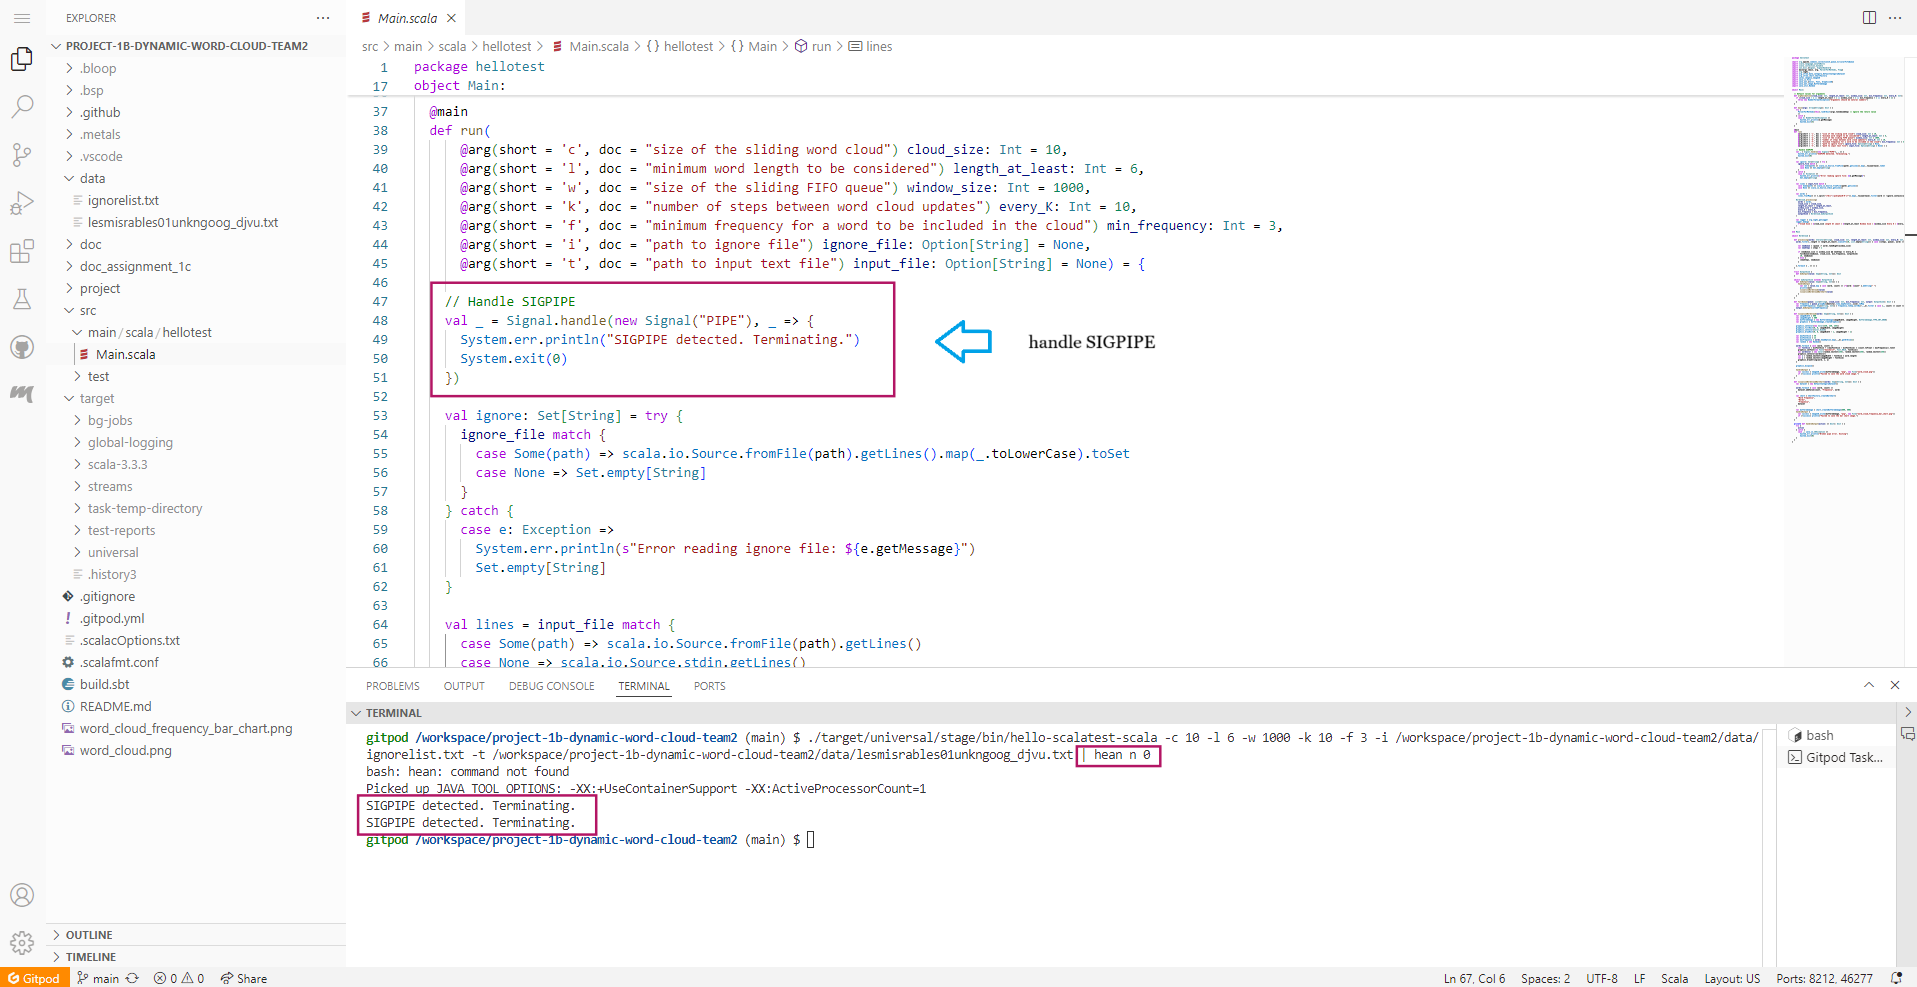 EXPLORER
PROJECT-1B-DYNAMIC-WORD-CLOUD-TEAM2
.bloop
.bsp
.github
.metals
.vscode
data
ignorelist.txt
lesmisrables01unkngoog_djvu.txt
doc
doc_assignment_1c
project
src
main / scala / hellotest
Main.scala
test
target
bg-jobs
global-logging
scala-3.3.3
streams
task-temp-directory
test-reports
universal
.history3
.gitignore
.gitpod.yml
.scalacOptions.txt
.scalafmt.conf
build.sbt
README.md
word_cloud_frequency_bar_chart.png
word_cloud.png
OUTLINE
TIMELINE
Main.scala
src > main > scala > hellotest > Main.scala > {} hellotest > {} Main > run > lines
1 package hellotest
17 object Main:
37 @main
38 def run(
39 @arg(short = 'c', doc = "size of the sliding word cloud") cloud_size: Int = 10,
40 @arg(short = 'l', doc = "minimum word length to be considered") length_at_least: Int = 6,
41 @arg(short = 'w', doc = "size of the sliding FIFO queue") window_size: Int = 1000,
42 @arg(short = 'k', doc = "number of steps between word cloud updates") every_K: Int = 10,
43 @arg(short = 'f', doc = "minimum frequency for a word to be included in the cloud") min_frequency: Int = 3,
44 @arg(short = 'i', doc = "path to ignore file") ignore_file: Option[String] = None,
45 @arg(short = 't', doc = "path to input text file") input_file: Option[String] = None) = {
46
47 // Handle SIGPIPE
48 val _ = Signal.handle(new Signal("PIPE"), _ => {
49 System.err.println("SIGPIPE detected. Terminating.")
50 System.exit(0)
51 })
52
53 val ignore: Set[String] = try {
54 ignore_file match {
55 case Some(path) => scala.io.Source.fromFile(path).getLines().map(_.toLowerCase).toSet
56 case None => Set.empty[String]
57 }
58 } catch {
59 case e: Exception =>
60 System.err.println(s"Error reading ignore file: ${e.getMessage}")
61 Set.empty[String]
62 }
63
64 val lines = input_file match {
65 case Some(path) => scala.io.Source.fromFile(path).getLines()
66 case None => scala.io.Source.stdin.getLines()
handle SIGPIPE
PROBLEMS OUTPUT DEBUG CONSOLE TERMINAL PORTS
TERMINAL
gitpod /workspace/project-1b-dynamic-word-cloud-team2 (main) $ ./target/universal/stage/bin/hello-scalatest-scala -c 10 -l 6 -w 1000 -k 10 -f 3 -i /workspace/project-1b-dynamic-word-cloud-team2/data/
ignorelist.txt -t /workspace/project-1b-dynamic-word-cloud-team2/data/lesmisrables01unkngoog_djvu.txt | hean n 0
bash: hean: command not found
Picked up JAVA_TOOL_OPTIONS: -XX:+UseContainerSupport -XX:ActiveProcessorCount=1
SIGPIPE detected. Terminating.
SIGPIPE detected. Terminating.
gitpod /workspace/project-1b-dynamic-word-cloud-team2 (main) $
bash
Gitpod Task...
Gitpod main 0 0 Share
Ln 67, Col 6 Spaces: 2 UTF-8 LF Scala Layout: US Ports: 8212, 46277